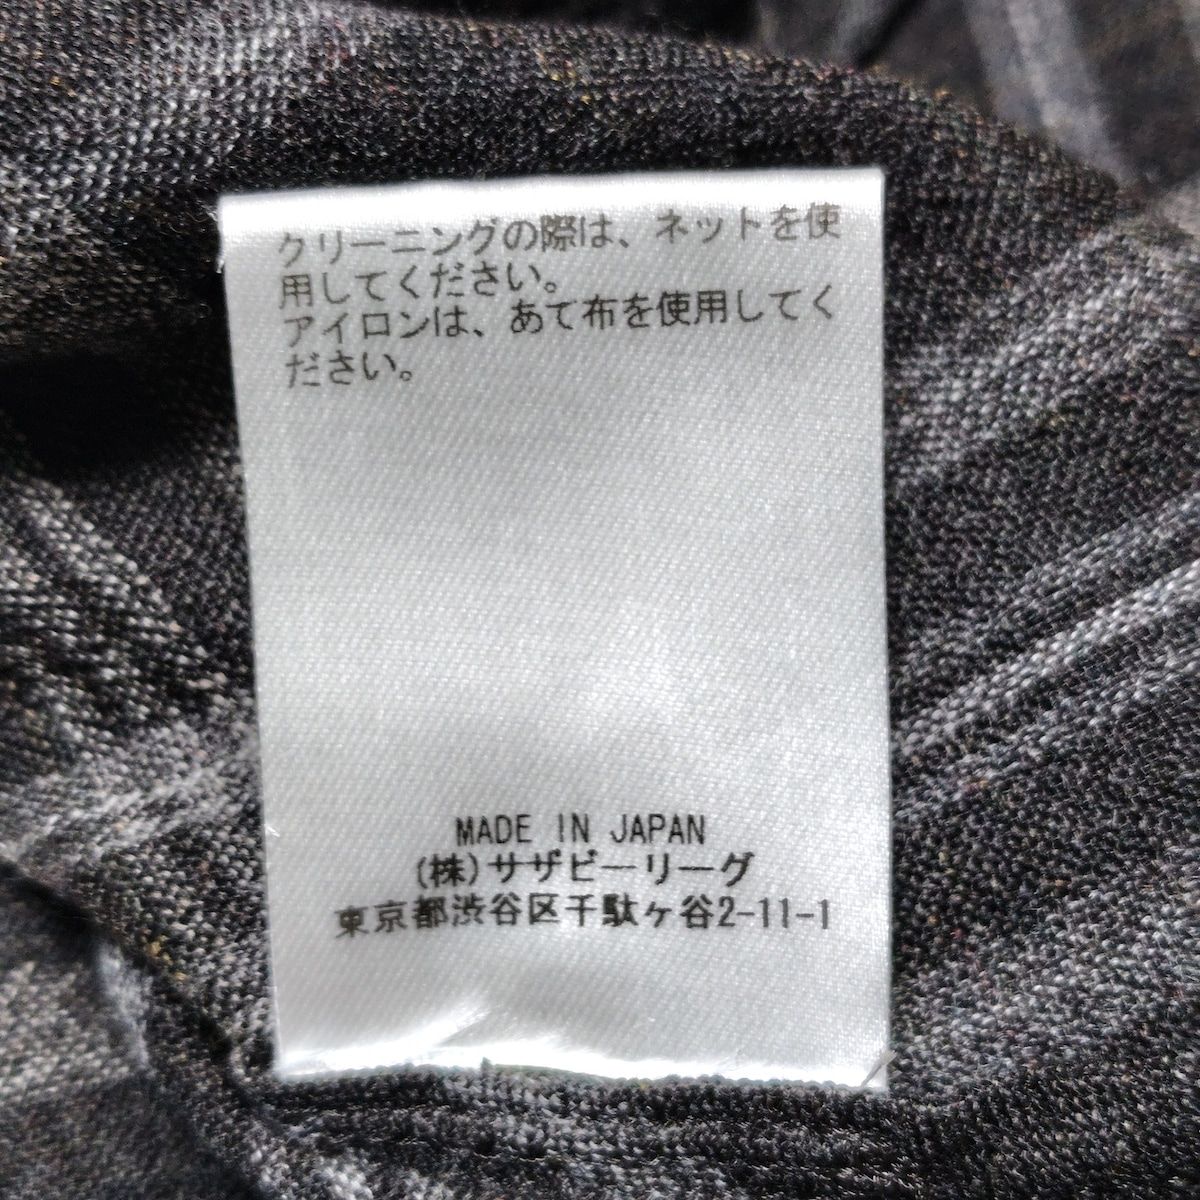 クリーニングの際は、ネットを使
用してください。
アイロンは、あて布を使用してく
ださい。
MADE IN JAPAN
(株)サザビーリーグ
東京都渋谷区千駄ヶ谷2-11-1